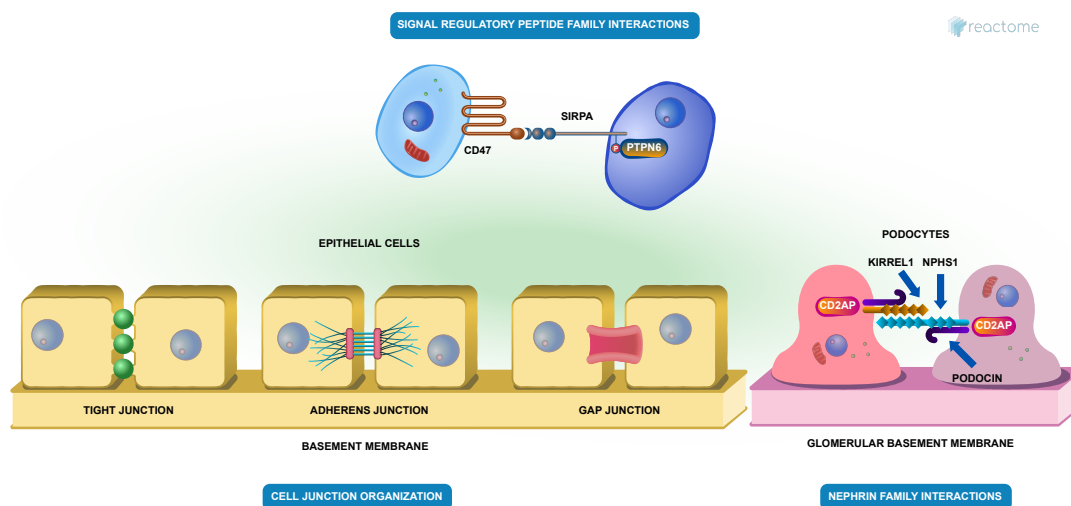 SIGNAL REGULATORY PEPTIDE FAMILY INTERACTIONS
reactome
SIRPA
CD47
P
PTPN6
EPITHELIAL CELLS
PODOCYTES
KIRREL1
NPHS1
CD2AP
CD2AP
PODOCIN
TIGHT JUNCTION
ADHERENS JUNCTION
GAP JUNCTION
BASEMENT MEMBRANE
GLOMERULAR BASEMENT MEMBRANE
CELL JUNCTION ORGANIZATION
NEPHRIN FAMILY INTERACTIONS